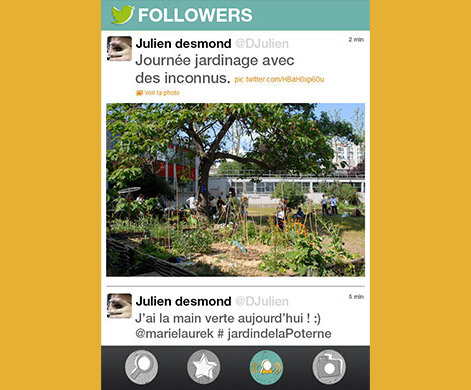 FOLLOWERS
Julien desmond @DJulien 2 min
Journée jardinage avec
des inconnus. pic twitter.com/HBaH0xp60u
Voir la photo
Julien desmond @DJulien 5 min
J'ai la main verte aujourd'hui ! :)
@marielaurek # jardindelaPoterne